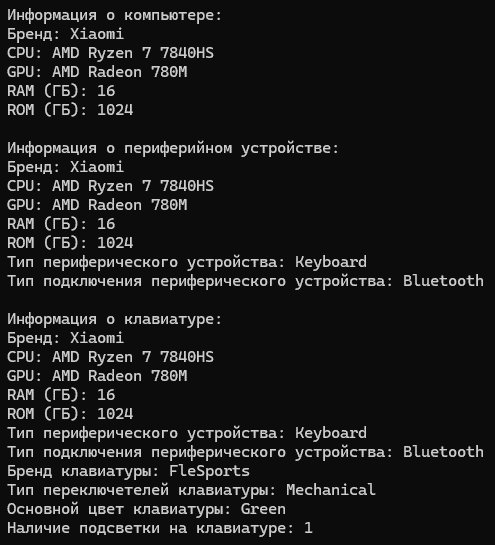 Информация о компьютере:
Бренд: Xiaomi
CPU: AMD Ryzen 7 7840HS
GPU: AMD Radeon 780M
RAM (ГБ): 16
ROM (ГБ): 1024
Информация о периферийном устройстве:
Бренд: Xiaomi
CPU: AMD Ryzen 7 7840HS
GPU: AMD Radeon 780M
RAM (ГБ): 16
ROM (ГБ): 1024
Тип периферического устройства: Keyboard
Тип подключения периферического устройства: Bluetooth
Информация о клавиатуре:
Бренд: Xiaomi
CPU: AMD Ryzen 7 7840HS
GPU: AMD Radeon 780M
RAM (ГБ): 16
ROM (ГБ): 1024
Тип периферического устройства: Keyboard
Тип подключения периферического устройства: Bluetooth
Бренд клавиатуры: FleSports
Тип переключетелей клавиатуры: Mechanical
Основной цвет клавиатуры: Green
Наличие подсветки на клавиатуре: 1